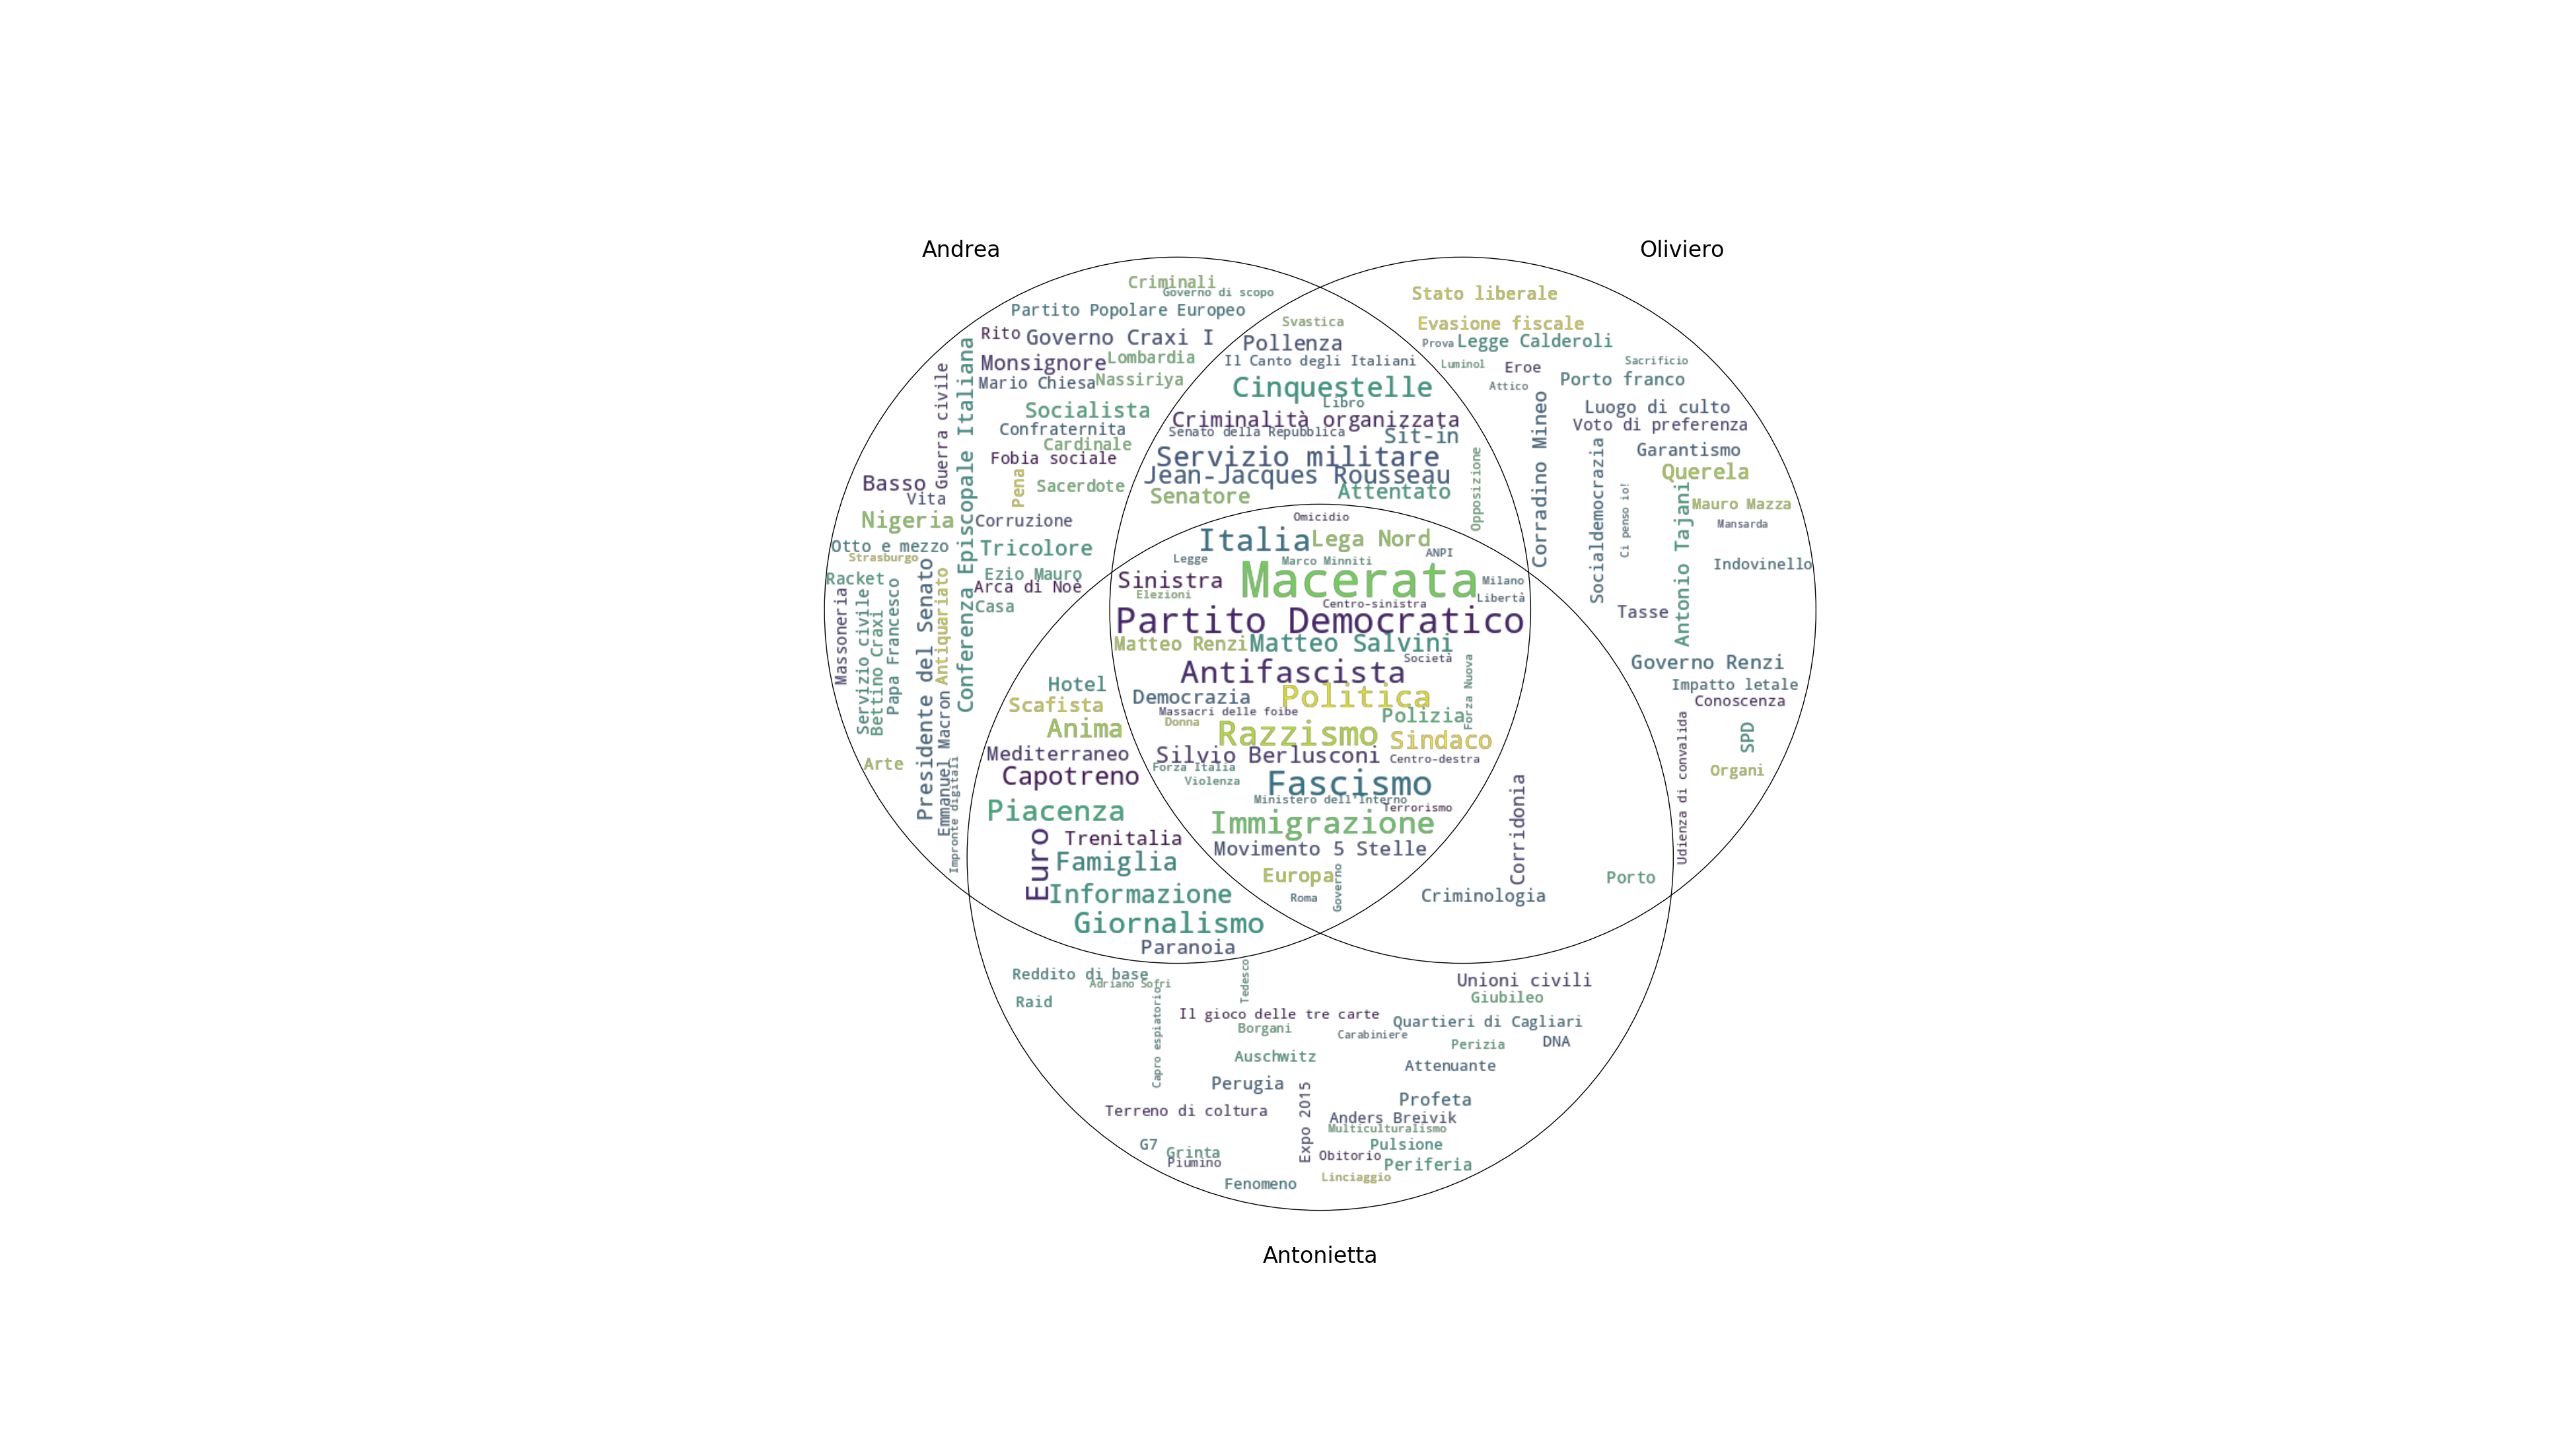 Andrea
Oliviero
Criminali
Governo di scopo
Partito Popolare Europeo
Rito
Governo Craxi I
Monsignore
Lombardia
Mario Chiesa
Nassiriya
Guerra civile
Conferenza Episcopale Italiana
Socialista
Confraternita
Cardinale
Fobia sociale
Basso
Vita
Pena
Sacerdote
Nigeria
Corruzione
Otto e mezzo
Tricolore
Strasburgo
Racket
Ezio Mauro
Arca di Noè
Casa
Massoneria
Servizio civile
Bettino Craxi
Papa Francesco
Presidente del Senato
Antiquariato
Emmanuel Macron
Impronte digitali
Arte
Svastica
Pollenza
Il Canto degli Italiani
Cinquestelle
Libro
Criminalità organizzata
Senato della Repubblica
Sit-in
Servizio militare
Jean-Jacques Rousseau
Senatore
Attentato
Opposizione
Stato liberale
Evasione fiscale
Prova
Legge Calderoli
Luminol
Eroe
Sacrificio
Attico
Porto franco
Corradino Mineo
Luogo di culto
Voto di preferenza
Socialdemocrazia
Garantismo
Querela
Ci penso io!
Antonio Tajani
Mauro Mazza
Mansarda
Indovinello
Tasse
Governo Renzi
Impatto letale
Conoscenza
Udienza di convalida
SPD
Organi
Omicidio
Italia
Lega Nord
Legge
Marco Minniti
ANPI
Sinistra
Macerata
Milano
Elezioni
Centro-sinistra
Libertà
Partito Democratico
Matteo Renzi
Matteo Salvini
Società
Antifascista
Forza Nuova
Democrazia
Politica
Massacri delle foibe
Donna
Polizia
Razzismo
Sindaco
Silvio Berlusconi
Centro-destra
Forza Italia
Violenza
Fascismo
Ministero dell'Interno
Terrorismo
Immigrazione
Movimento 5 Stelle
Europa
Governo
Roma
Hotel
Scafista
Anima
Mediterraneo
Capotreno
Piacenza
Euro
Trenitalia
Famiglia
Informazione
Giornalismo
Paranoia
Corridonia
Criminologia
Porto
Reddito di base
Adriano Sofri
Raid
Capro espiatorio
Tedesco
Unioni civili
Giubileo
Il gioco delle tre carte
Borgani
Quartieri di Cagliari
Carabiniere
Perizia
DNA
Auschwitz
Attenuante
Perugia
Expo 2015
Profeta
Terreno di coltura
Anders Breivik
Multiculturalismo
G7
Grinta
Piumino
Pulsione
Obitorio
Periferia
Linciaggio
Fenomeno
Antonietta